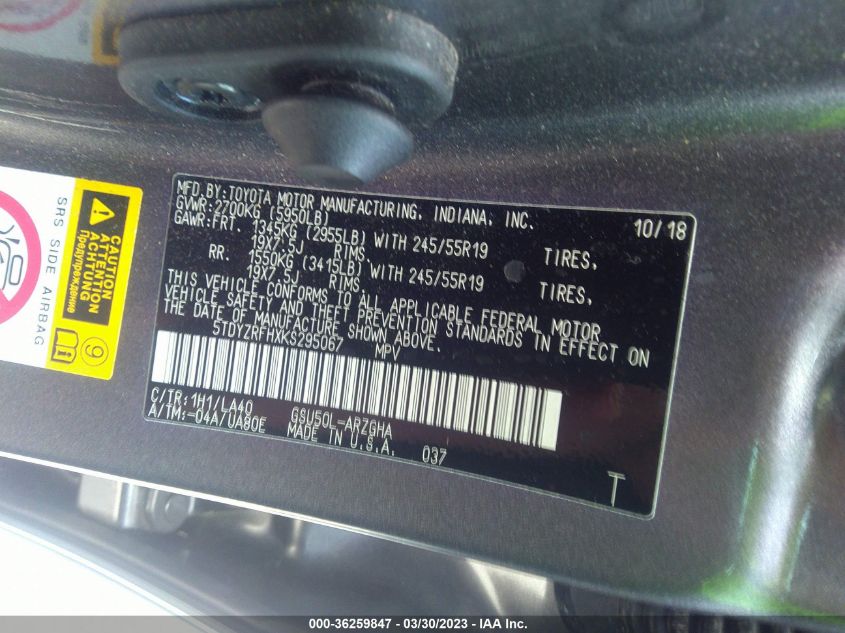 MFD. BY: TOYOTA MOTOR MANUFACTURING, INDIANA, INC.
GVWR: 2700KG (5950LB) 10/18
GAWR: FRT. 1345KG (2955LB) WITH 245/55R19 TIRES,
19X7.5J RIMS,
RR. 1550KG (3415LB) WITH 245/55R19 TIRES,
19X7.5J RIMS.
THIS VEHICLE CONFORMS TO ALL APPLICABLE FEDERAL MOTOR
VEHICLE SAFETY AND THEFT PREVENTION STANDARDS IN EFFECT ON
THE DATE OF MANUFACTURE SHOWN ABOVE.
5TDYZRFHXKS295067 MPV
C/TR: 1H1/LA40 GSU50L-ARZGHA
A/TM: -04A/UA80E MADE IN U.S.A. 037
T
SRS SIDE AIRBAG
CAUTION
ATTENTION
ACHTUNG
Предупреждение
9
000-36259847 / 03/30/2023 - IAA Inc.